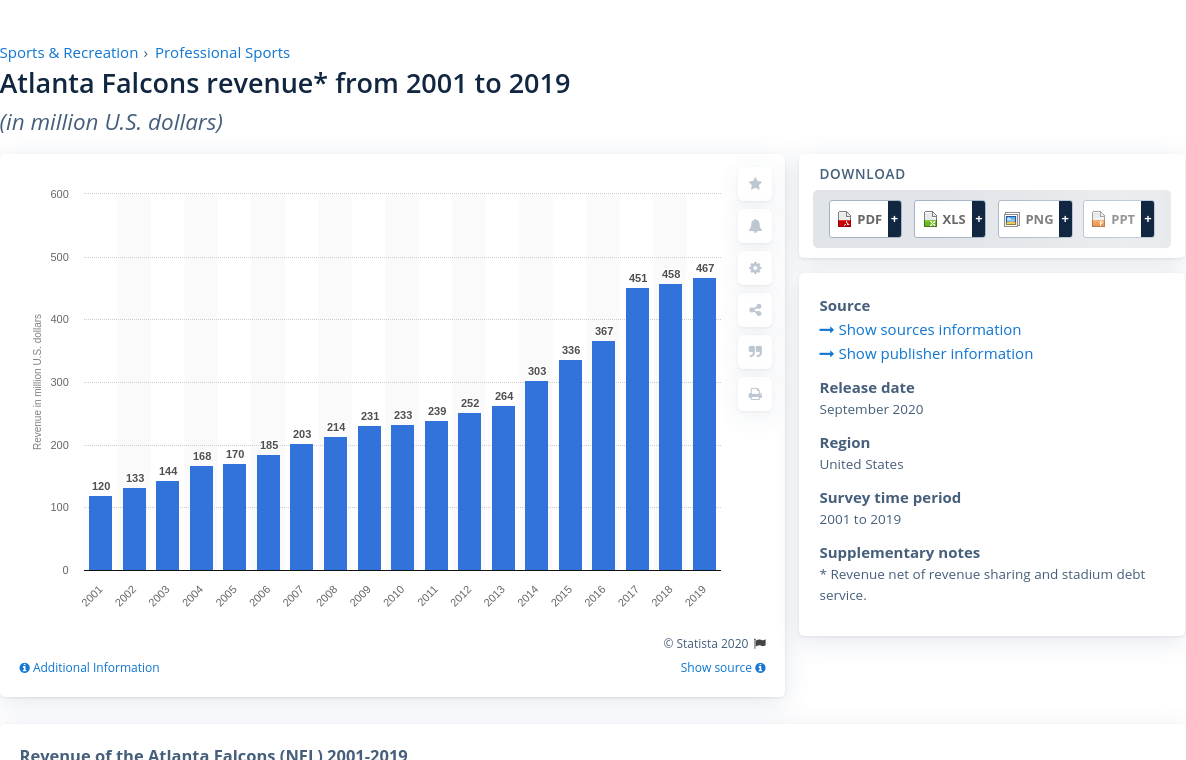 Sports & Recreation › Professional Sports
Atlanta Falcons revenue* from 2001 to 2019
(in million U.S. dollars)
600
500
400
300
200
100
0
Revenue in million U.S. dollars
120
133
144
168
170
185
203
214
231
233
239
252
264
303
336
367
451
458
467
2001
2002
2003
2004
2005
2006
2007
2008
2009
2010
2011
2012
2013
2014
2015
2016
2017
2018
2019
© Statista 2020
Additional Information
Show source
DOWNLOAD
PDF + XLS + PNG + PPT +
Source
Show sources information
Show publisher information
Release date
September 2020
Region
United States
Survey time period
2001 to 2019
Supplementary notes
* Revenue net of revenue sharing and stadium debt
service.
Revenue of the Atlanta Falcons (NFL) 2001-2019